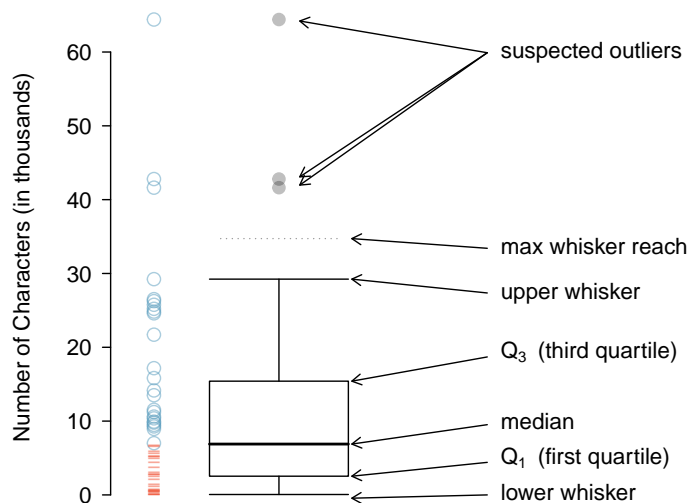 Number of Characters (in thousands)
60
50
40
30
20
10
0
suspected outliers
max whisker reach
upper whisker
Q3 (third quartile)
median
Q1 (first quartile)
lower whisker